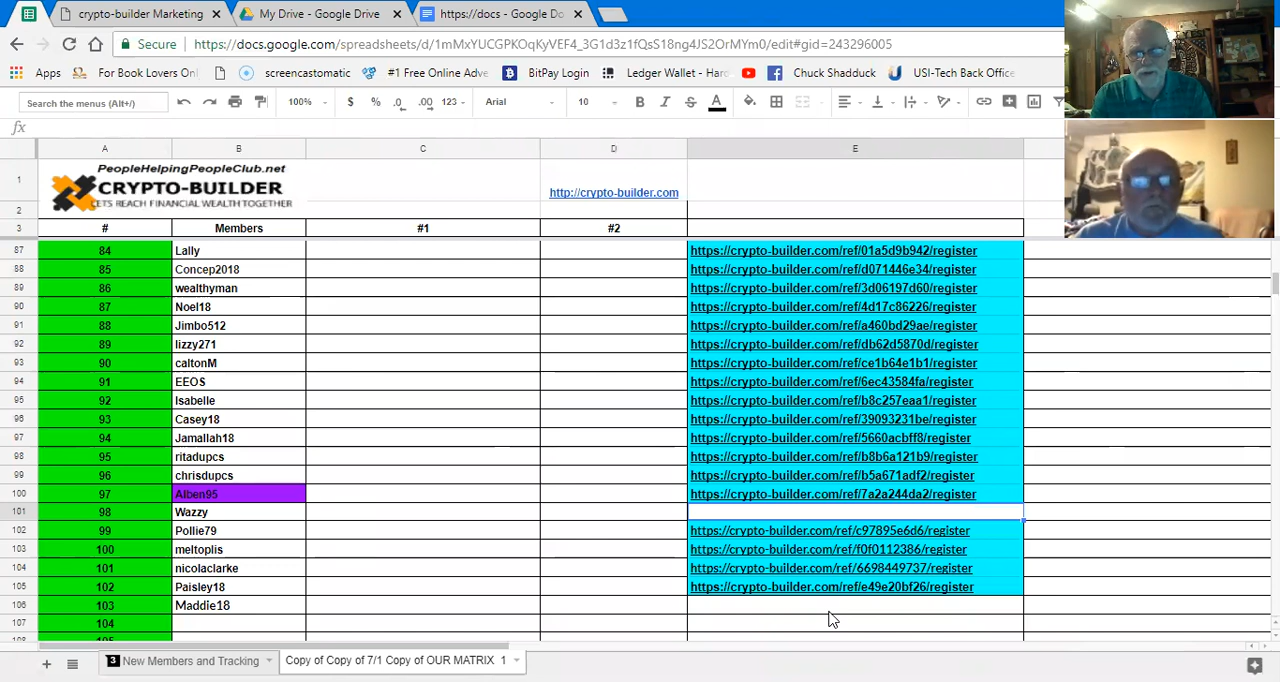 crypto-builder Marketing
My Drive - Google Drive
https://docs - Google Do
Secure
https://docs.google.com/spreadsheets/d/1mMxYUCGPKOqKyVEF4_3G1d3z1fQsS18ng4JS2OrMYm0/edit#gid=243296005
Apps For Book Lovers Onl screencastomatic #1 Free Online Adve BitPay Login Ledger Wallet - Hard Chuck Shadduck USI-Tech Back Office
Search the menus (Alt+/) 100% $ % .0 .00 123 Arial 10 B I S A
fx
A B C D E
1 PeopleHelpingPeopleClub.net
CRYPTO-BUILDER http://crypto-builder.com
2 LETS REACH FINANCIAL WEALTH TOGETHER
3 # Members #1 #2
87 84 Lally https://crypto-builder.com/ref/01a5d9b942/register
88 85 Concep2018 https://crypto-builder.com/ref/d071446e34/register
89 86 wealthyman https://crypto-builder.com/ref/3d06197d60/register
90 87 Noel18 https://crypto-builder.com/ref/4d17c86226/register
91 88 Jimbo512 https://crypto-builder.com/ref/a460bd29ae/register
92 89 lizzy271 https://crypto-builder.com/ref/db62d5870d/register
93 90 caltonM https://crypto-builder.com/ref/ce1b64e1b1/register
94 91 EEOS https://crypto-builder.com/ref/6ec43584fa/register
95 92 Isabelle https://crypto-builder.com/ref/b8c257eaa1/register
96 93 Casey18 https://crypto-builder.com/ref/39093231be/register
97 94 Jamallah18 https://crypto-builder.com/ref/5660acbff8/register
98 95 ritadupcs https://crypto-builder.com/ref/b8b6a121b9/register
99 96 chrisdupcs https://crypto-builder.com/ref/b5a671adf2/register
100 97 Alben95 https://crypto-builder.com/ref/7a2a244da2/register
101 98 Wazzy
102 99 Pollie79 https://crypto-builder.com/ref/c97895e6d6/register
103 100 meltoplis https://crypto-builder.com/ref/f0f0112386/register
104 101 nicolaclarke https://crypto-builder.com/ref/6698449737/register
105 102 Paisley18 https://crypto-builder.com/ref/e49e20bf26/register
106 103 Maddie18
107 104
108 105
3 New Members and Tracking Copy of Copy of 7/1 Copy of OUR MATRIX 1